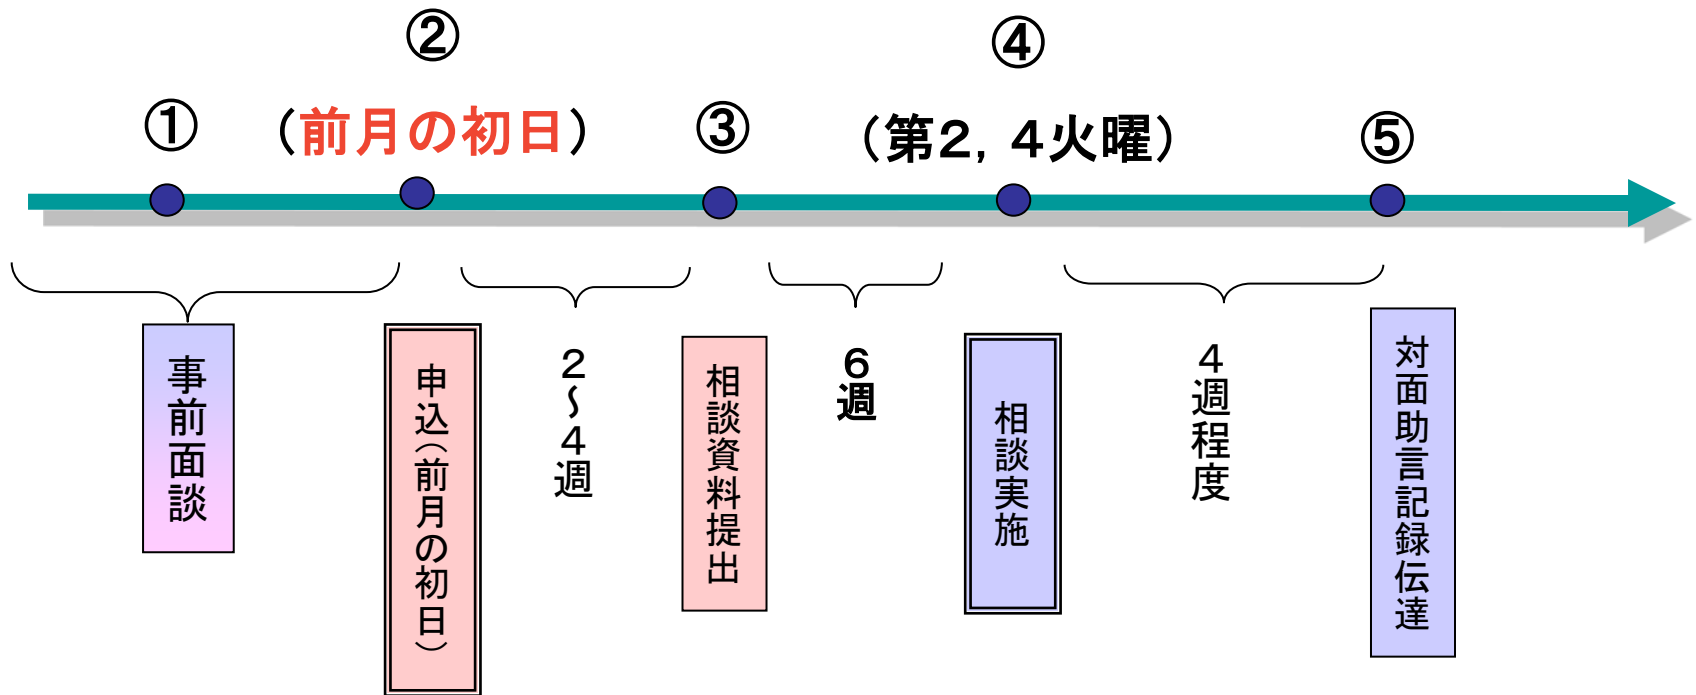 ①
②
（前月の初日）
③
④
（第２，４火曜）
⑤
事前面談
申込（前月の初日）
２～４週
相談資料提出
６週
相談実施
４週程度
対面助言記録伝達